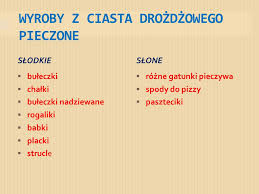 WYROBY Z CIASTA DROŻDŻOWEGO
PIECZONE
SŁODKIE
bułeczki
chałki
bułeczki nadziewane
rogaliki
babki
placki
strucle
SŁONE
różne gatunki pieczywa
spody do pizzy
paszteciki